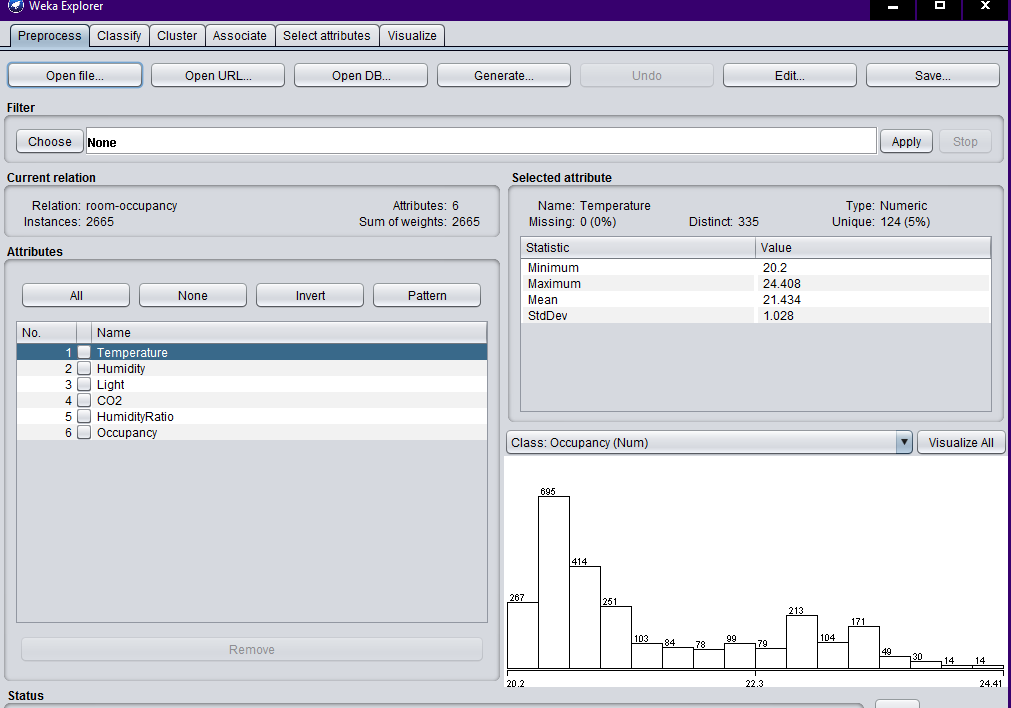 Weka Explorer
Preprocess Classify Cluster Associate Select attributes Visualize
Open file... Open URL... Open DB... Generate... Undo Edit... Save...
Filter
Choose None Apply Stop
Current relation
Relation: room-occupancy Attributes: 6
Instances: 2665 Sum of weights: 2665
Attributes
All None Invert Pattern
No. Name
1 Temperature
2 Humidity
3 Light
4 CO2
5 HumidityRatio
6 Occupancy
Remove
Status
Selected attribute
Name: Temperature Type: Numeric
Missing: 0 (0%) Distinct: 335 Unique: 124 (5%)
Statistic Value
Minimum 20.2
Maximum 24.408
Mean 21.434
StdDev 1.028
Class: Occupancy (Num) Visualize All
267 695 414 251 103 84 78 99 79 213 104 171 49 30 14 14
20.2 22.3 24.41